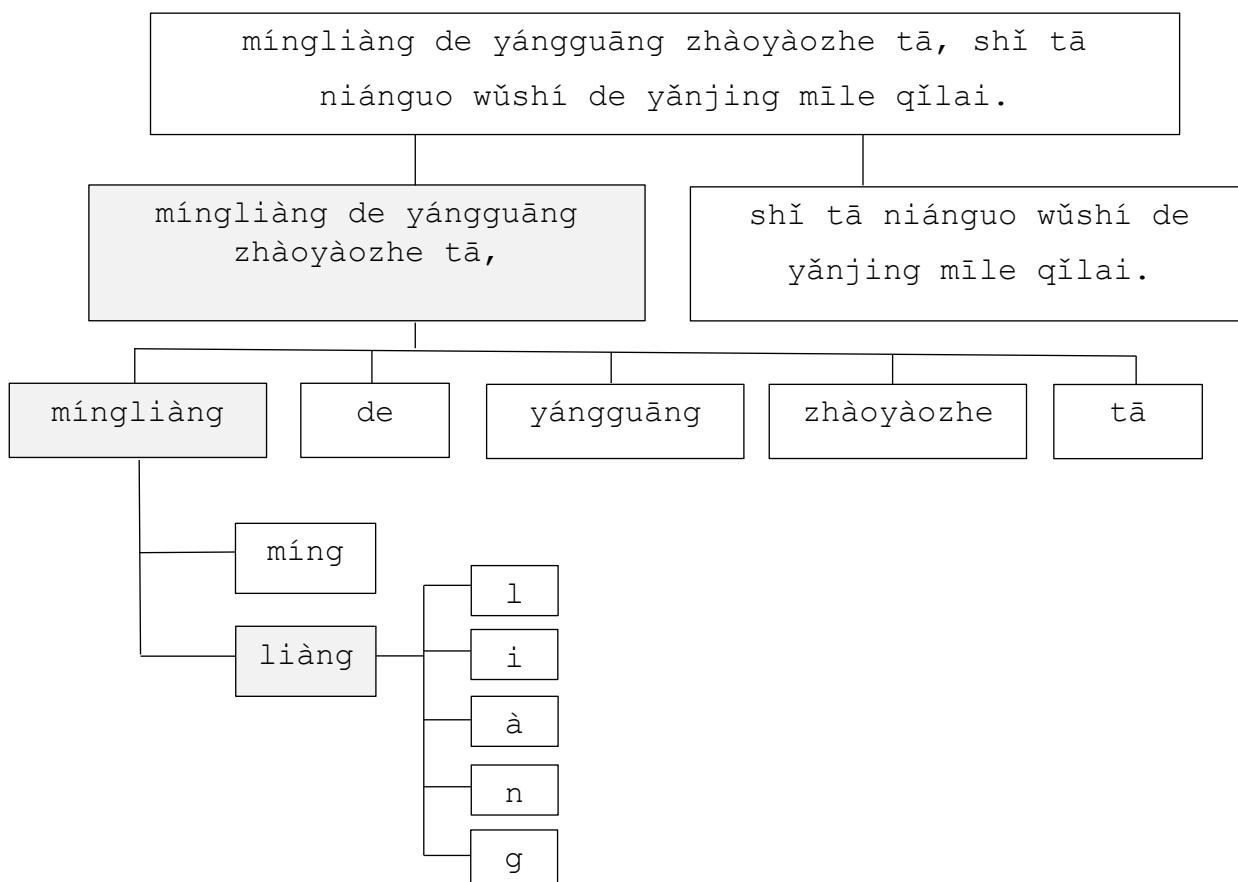 míngliàng de yángguāng zhàoyàozhe tā, shǐ tā
niánguo wǔshí de yǎnjing mīle qǐlai.
míngliàng de yángguāng
zhàoyàozhe tā,
shǐ tā niánguo wǔshí de
yǎnjing mīle qǐlai.
míngliàng
de
yángguāng
zhàoyàozhe
tā
míng
liàng
l
i
à
n
g